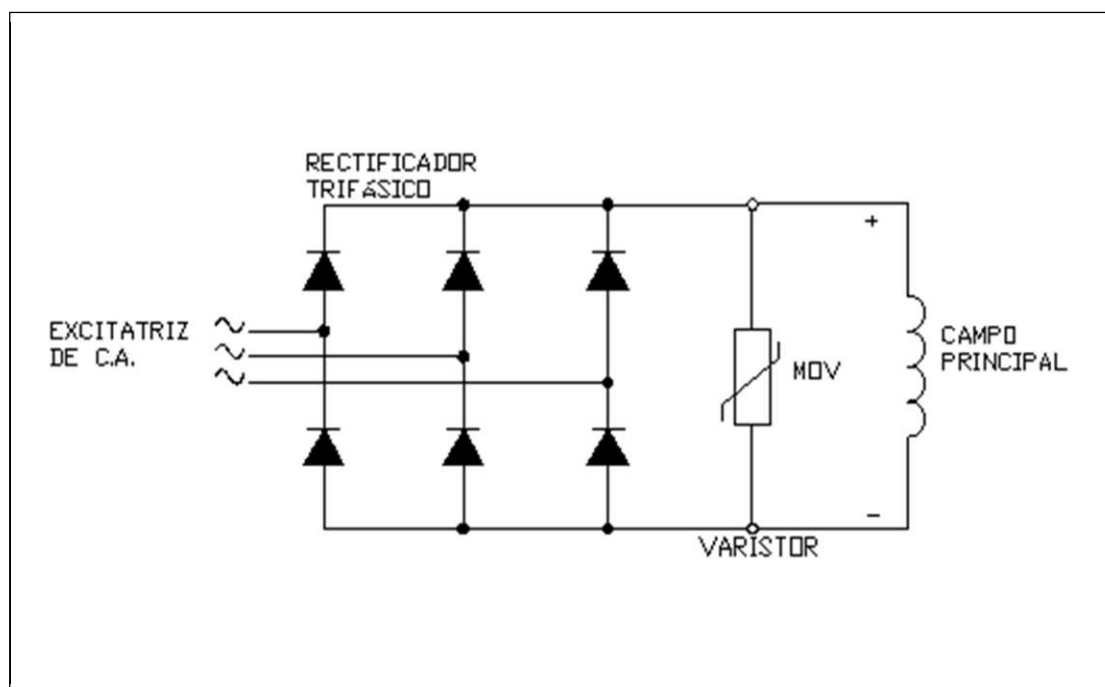 RECTIFICADOR
TRIFÁSICO
+
EXCITATRIZ
DE C.A.
MOV
CAMPO
PRINCIPAL
−
VARISTOR